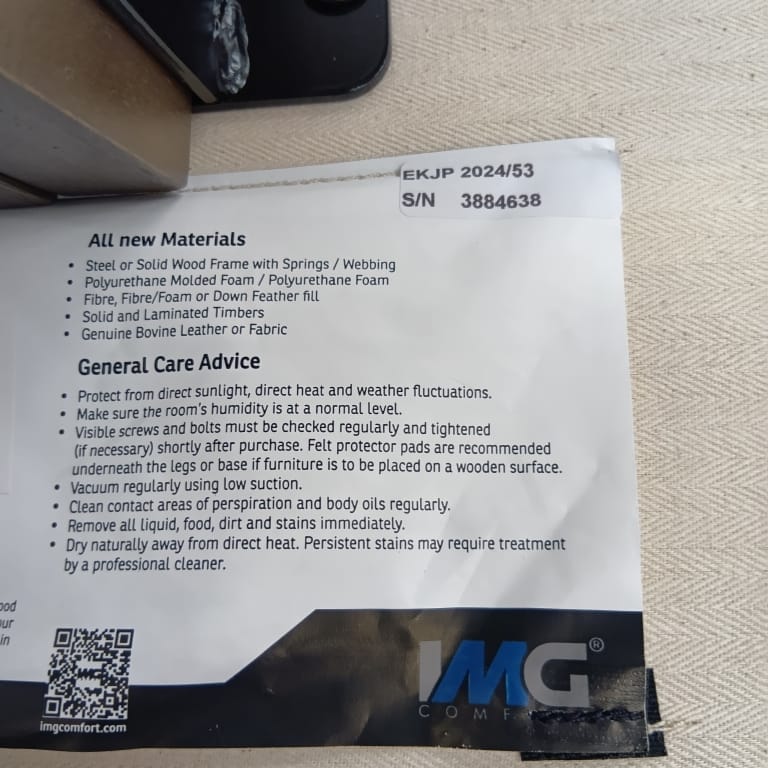 EKJP 2024/53
S/N 3884638
All new Materials
• Steel or Solid Wood Frame with Springs / Webbing
• Polyurethane Molded Foam / Polyurethane Foam
• Fibre, Fibre/Foam or Down Feather fill
• Solid and Laminated Timbers
• Genuine Bovine Leather or Fabric
General Care Advice
• Protect from direct sunlight, direct heat and weather fluctuations.
• Make sure the room's humidity is at a normal level.
• Visible screws and bolts must be checked regularly and tightened
(if necessary) shortly after purchase. Felt protector pads are recommended
underneath the legs or base if furniture is to be placed on a wooden surface.
• Vacuum regularly using low suction.
• Clean contact areas of perspiration and body oils regularly.
• Remove all liquid, food, dirt and stains immediately.
• Dry naturally away from direct heat. Persistent stains may require treatment
by a professional cleaner.
in
IMG®
COMF
imgcomfort.com